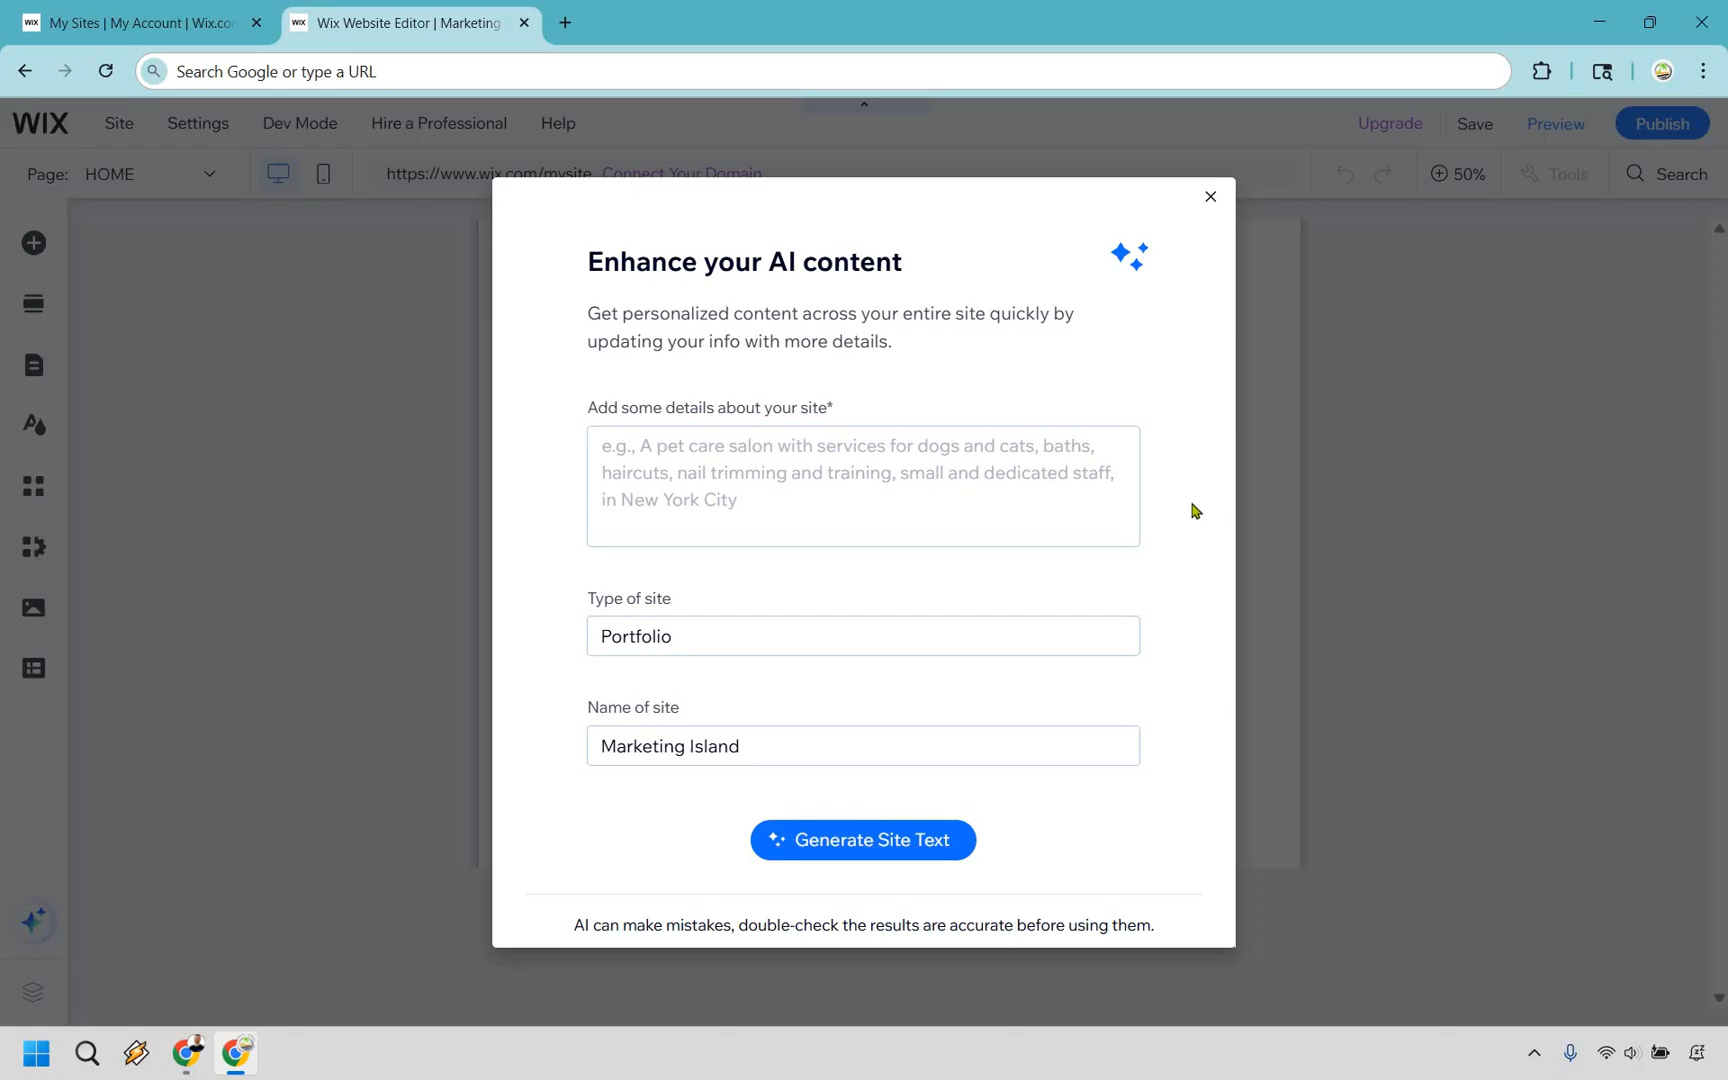 WIX My Sites | My Account | Wix.co
WIX Wix Website Editor | Marketing
Search Google or type a URL
WIX Site Settings Dev Mode Hire a Professional Help Upgrade Save Preview Publish
Page: HOME https://www.wix.com/mysite Connect Your Domain 50% Tools Search
Enhance your AI content
Get personalized content across your entire site quickly by
updating your info with more details.
Add some details about your site*
e.g., A pet care salon with services for dogs and cats, baths,
haircuts, nail trimming and training, small and dedicated staff,
in New York City
Type of site
Portfolio
Name of site
Marketing Island
Generate Site Text
AI can make mistakes, double-check the results are accurate before using them.